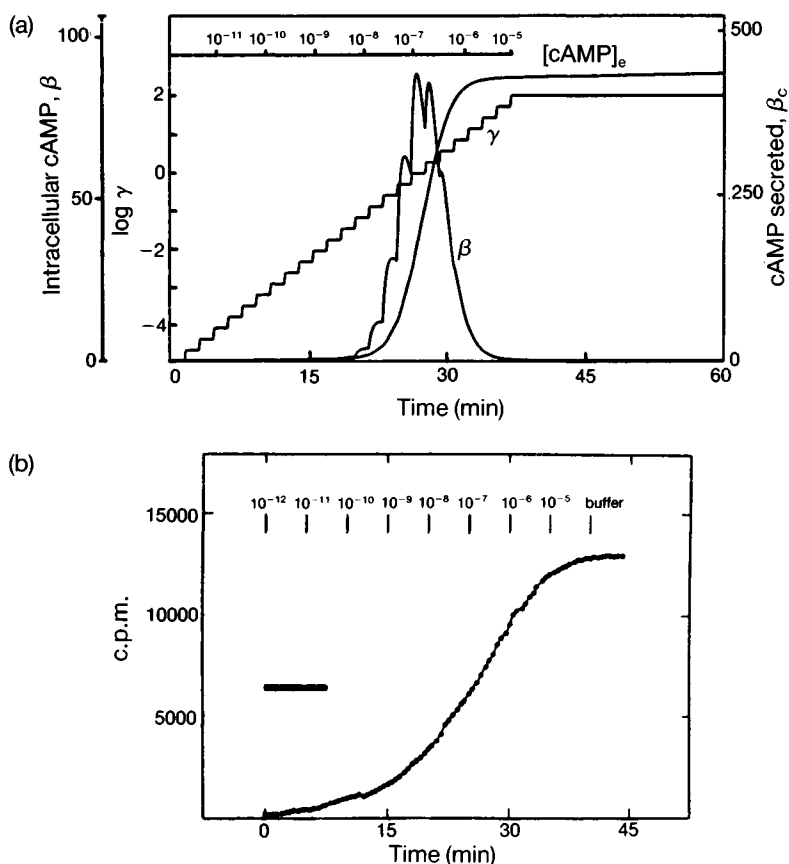 (a)
100
50
0
Intracellular cAMP, β
log γ
2
0
−2
−4
10⁻¹¹ 10⁻¹⁰ 10⁻⁹ 10⁻⁸ 10⁻⁷ 10⁻⁶ 10⁻⁵
[cAMP]ₑ
γ
β
500
250
0
cAMP secreted, βc
0 15 30 45 60
Time (min)
(b)
15000
10000
5000
c.p.m.
10⁻¹² 10⁻¹¹ 10⁻¹⁰ 10⁻⁹ 10⁻⁸ 10⁻⁷ 10⁻⁶ 10⁻⁵ buffer
0 15 30 45
Time (min)